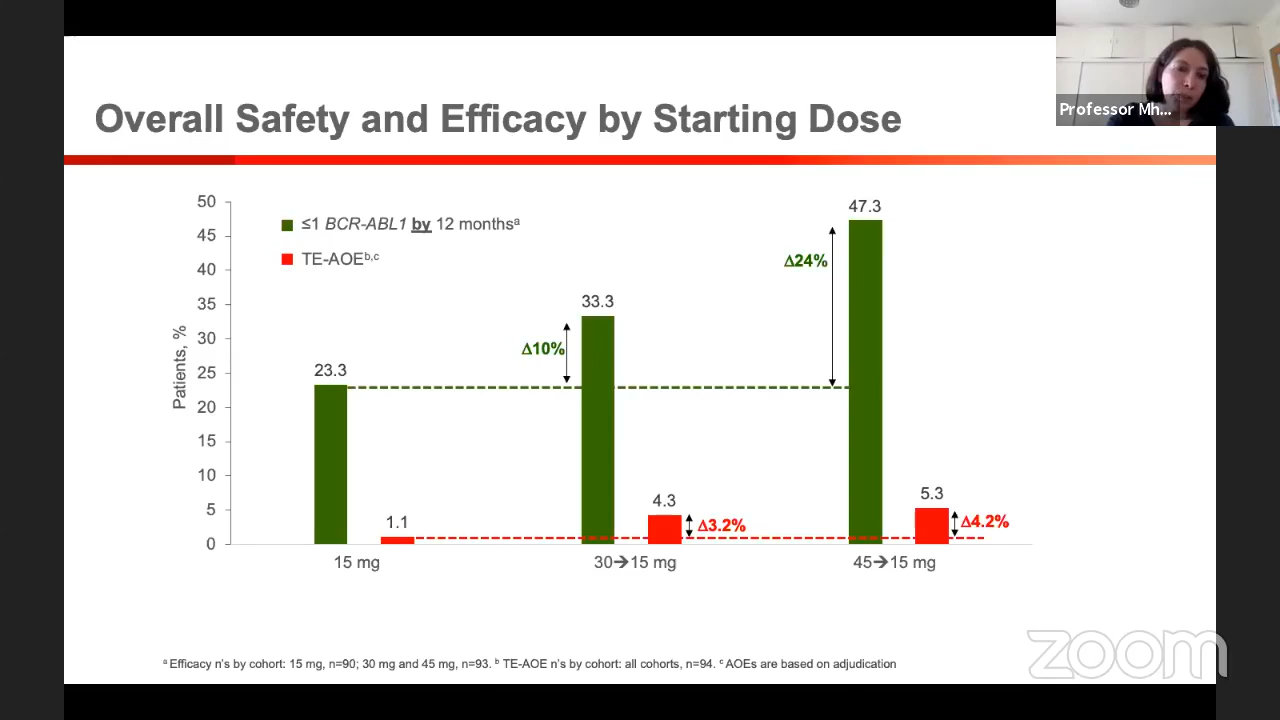 Professor Mh...
Overall Safety and Efficacy by Starting Dose
50
45
40
35
30
25
20
15
10
5
0
Patients, %
≤1 BCR-ABL1 by 12 months^a
TE-AOE^b,c
23.3
1.1
Δ10%
33.3
4.3
Δ3.2%
Δ24%
47.3
5.3
Δ4.2%
15 mg
30➔15 mg
45➔15 mg
^a Efficacy n's by cohort: 15 mg, n=90; 30 mg and 45 mg, n=93. ^b TE-AOE n's by cohort: all cohorts, n=94. ^c AOEs are based on adjudication
zoom